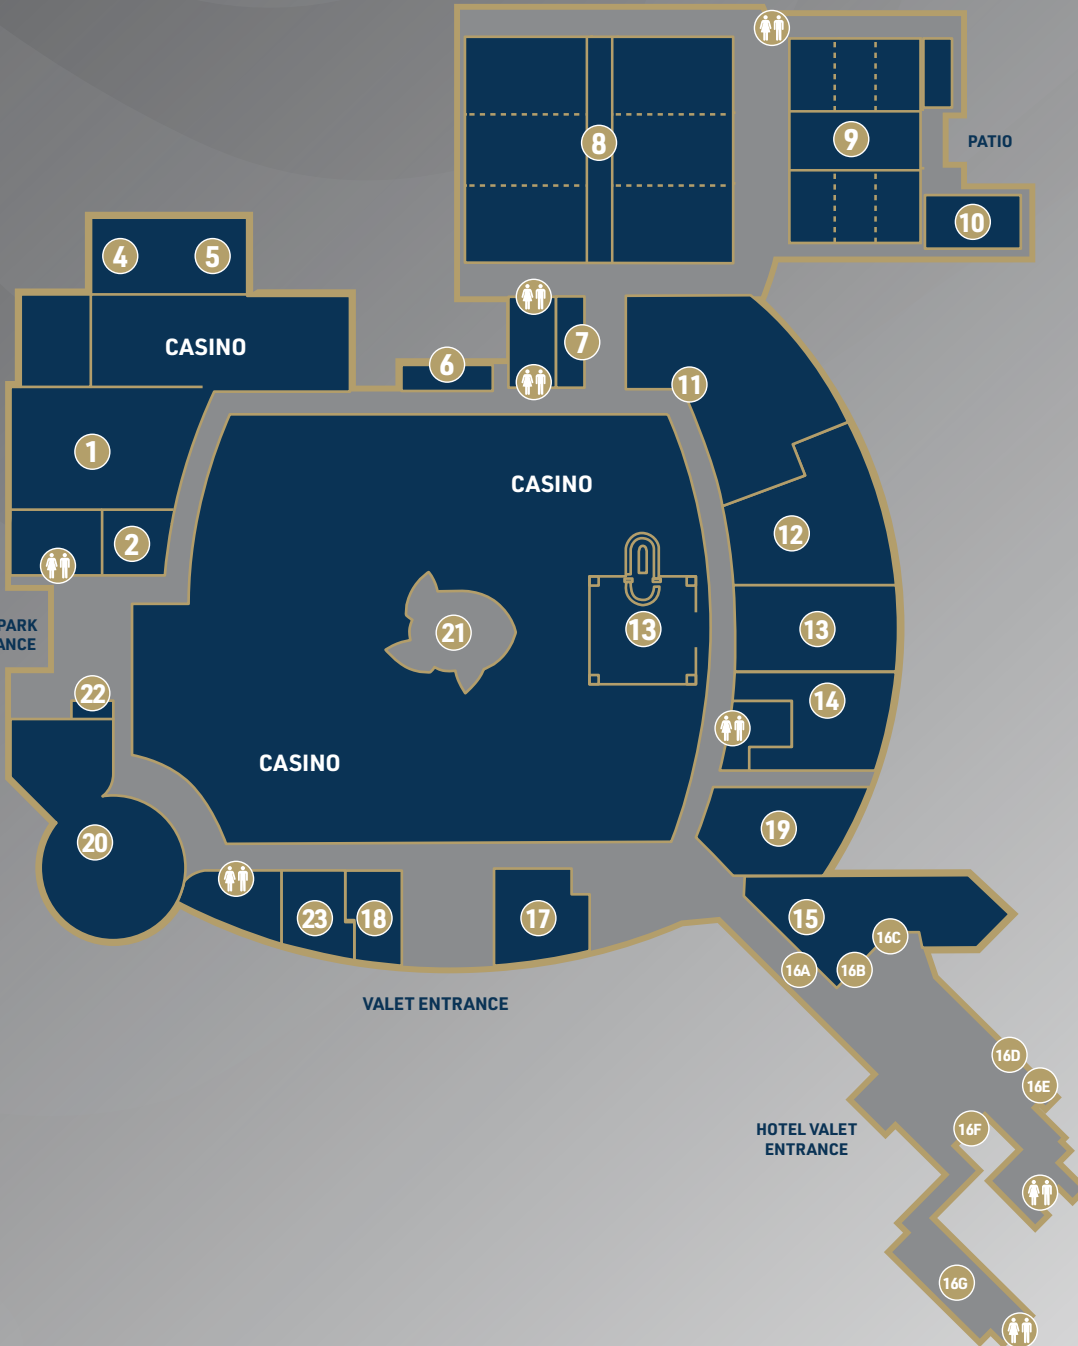 8
9
PATIO
10
4
5
CASINO
6
7
11
1
CASINO
2
12
13
21
13
PARK
ANCE
22
14
CASINO
19
20
23
18
17
15
16C
16A
16B
VALET ENTRANCE
16D
16E
HOTEL VALET
ENTRANCE
16F
16G